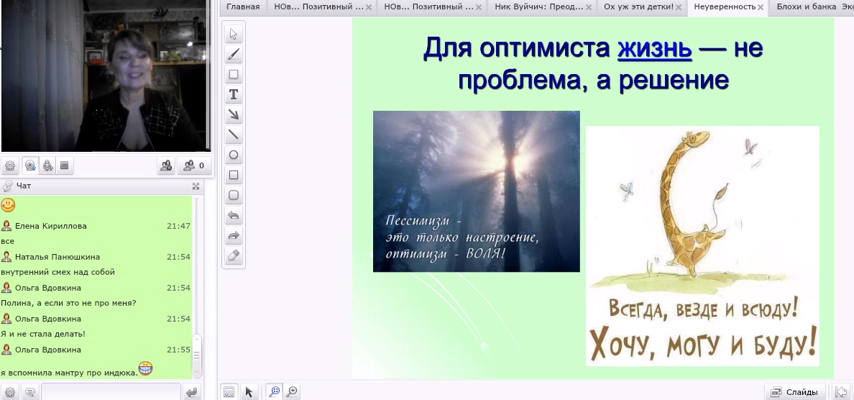 Главная
НОв... Позитивный ...
НОв... Позитивный ...
Ник Вуйчич: Преод...
Ох уж эти детки!
Неуверенность
Блохи и банка
Экс
Для оптимиста жизнь — не
проблема, а решение
Пессимизм -
это только настроение,
оптимизм - ВОЛЯ!
Всегда, везде и всюду!
Хочу, могу и буду!
0
Чат
Елена Кириллова 21:47
все
Наталья Панюшкина 21:54
внутренний смех над собой
Ольга Вдовкина 21:54
Полина, а если это не про меня?
Ольга Вдовкина 21:54
Я и не стала делать!
Ольга Вдовкина 21:55
я вспомнила мантру про индюка.
Слайды